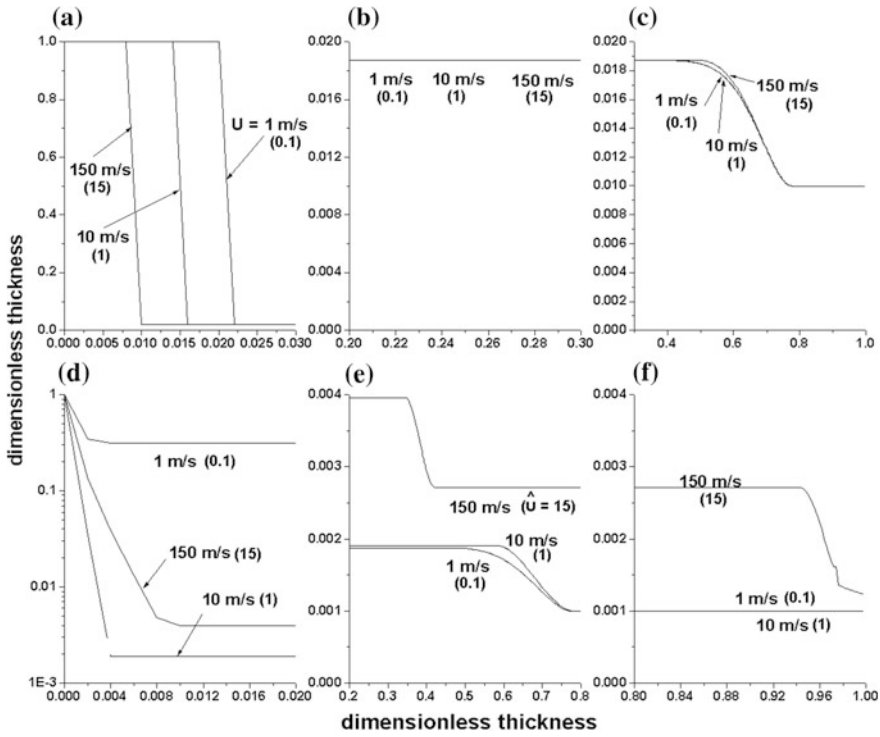 (a)
1.0
0.8
0.6
0.4
0.2
0.0
0.000 0.005 0.010 0.015 0.020 0.025 0.030
U = 1 m/s
(0.1)
150 m/s
(15)
10 m/s
(1)
(b)
0.020
0.016
0.012
0.008
0.004
0.000
0.20 0.22 0.24 0.26 0.28 0.30
1 m/s
(0.1)
10 m/s
(1)
150 m/s
(15)
(c)
0.020
0.018
0.016
0.014
0.012
0.010
0.008
0.006
0.004
0.002
0.000
0.4 0.6 0.8 1.0
1 m/s
(0.1)
150 m/s
(15)
10 m/s
(1)
dimensionless thickness
(d)
1
0.1
0.01
1E-3
0.000 0.004 0.008 0.012 0.016 0.020
1 m/s (0.1)
150 m/s (15)
10 m/s (1)
(e)
0.004
0.003
0.002
0.001
0.000
0.2 0.3 0.4 0.5 0.6 0.7 0.8
150 m/s (Û = 15)
10 m/s
(1)
1 m/s
(0.1)
(f)
0.004
0.003
0.002
0.001
0.000
0.80 0.84 0.88 0.92 0.96 1.00
150 m/s
(15)
1 m/s (0.1)
10 m/s (1)
dimensionless thickness